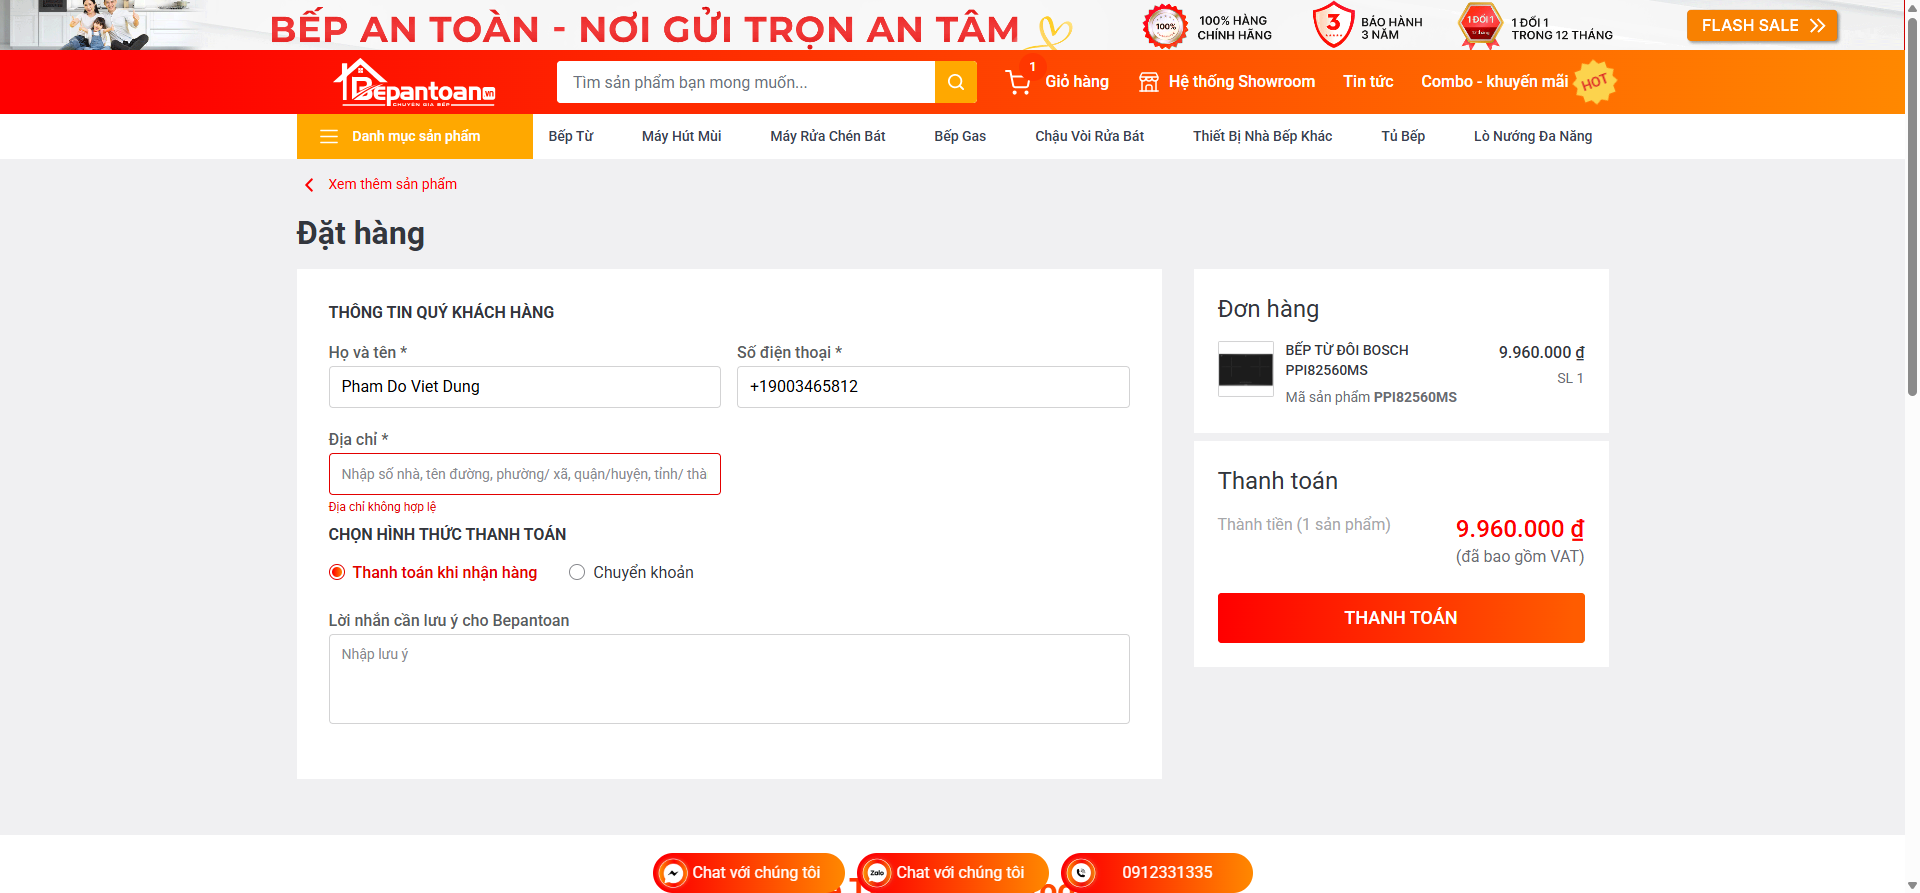 BẾP AN TOÀN - NƠI GỬI TRỌN AN TÂM
100%
100% HÀNG
CHÍNH HÃNG
3
BẢO HÀNH
3 NĂM
1 ĐỔI 1
1 ĐỔI 1
TRONG 12 THÁNG
FLASH SALE
Bepantoan.vn
CHUYÊN GIA BẾP
Tìm sản phẩm bạn mong muốn...
1
Giỏ hàng
Hệ thống Showroom
Tin tức
Combo - khuyến mãi
HOT
Danh mục sản phẩm
Bếp Từ
Máy Hút Mùi
Máy Rửa Chén Bát
Bếp Gas
Chậu Vòi Rửa Bát
Thiết Bị Nhà Bếp Khác
Tủ Bếp
Lò Nướng Đa Năng
Xem thêm sản phẩm
Đặt hàng
THÔNG TIN QUÝ KHÁCH HÀNG
Họ và tên *
Số điện thoại *
Pham Do Viet Dung
+19003465812
Địa chỉ *
Nhập số nhà, tên đường, phường/ xã, quận/huyện, tỉnh/ thà
Địa chỉ không hợp lệ
CHỌN HÌNH THỨC THANH TOÁN
Thanh toán khi nhận hàng
Chuyển khoản
Lời nhắn cần lưu ý cho Bepantoan
Nhập lưu ý
Đơn hàng
BẾP TỪ ĐÔI BOSCH
PPI82560MS
9.960.000 ₫
SL 1
Mã sản phẩm PPI82560MS
Thanh toán
Thành tiền (1 sản phẩm)
9.960.000 ₫
(đã bao gồm VAT)
THANH TOÁN
Chat với chúng tôi
Zalo
Chat với chúng tôi
0912331335